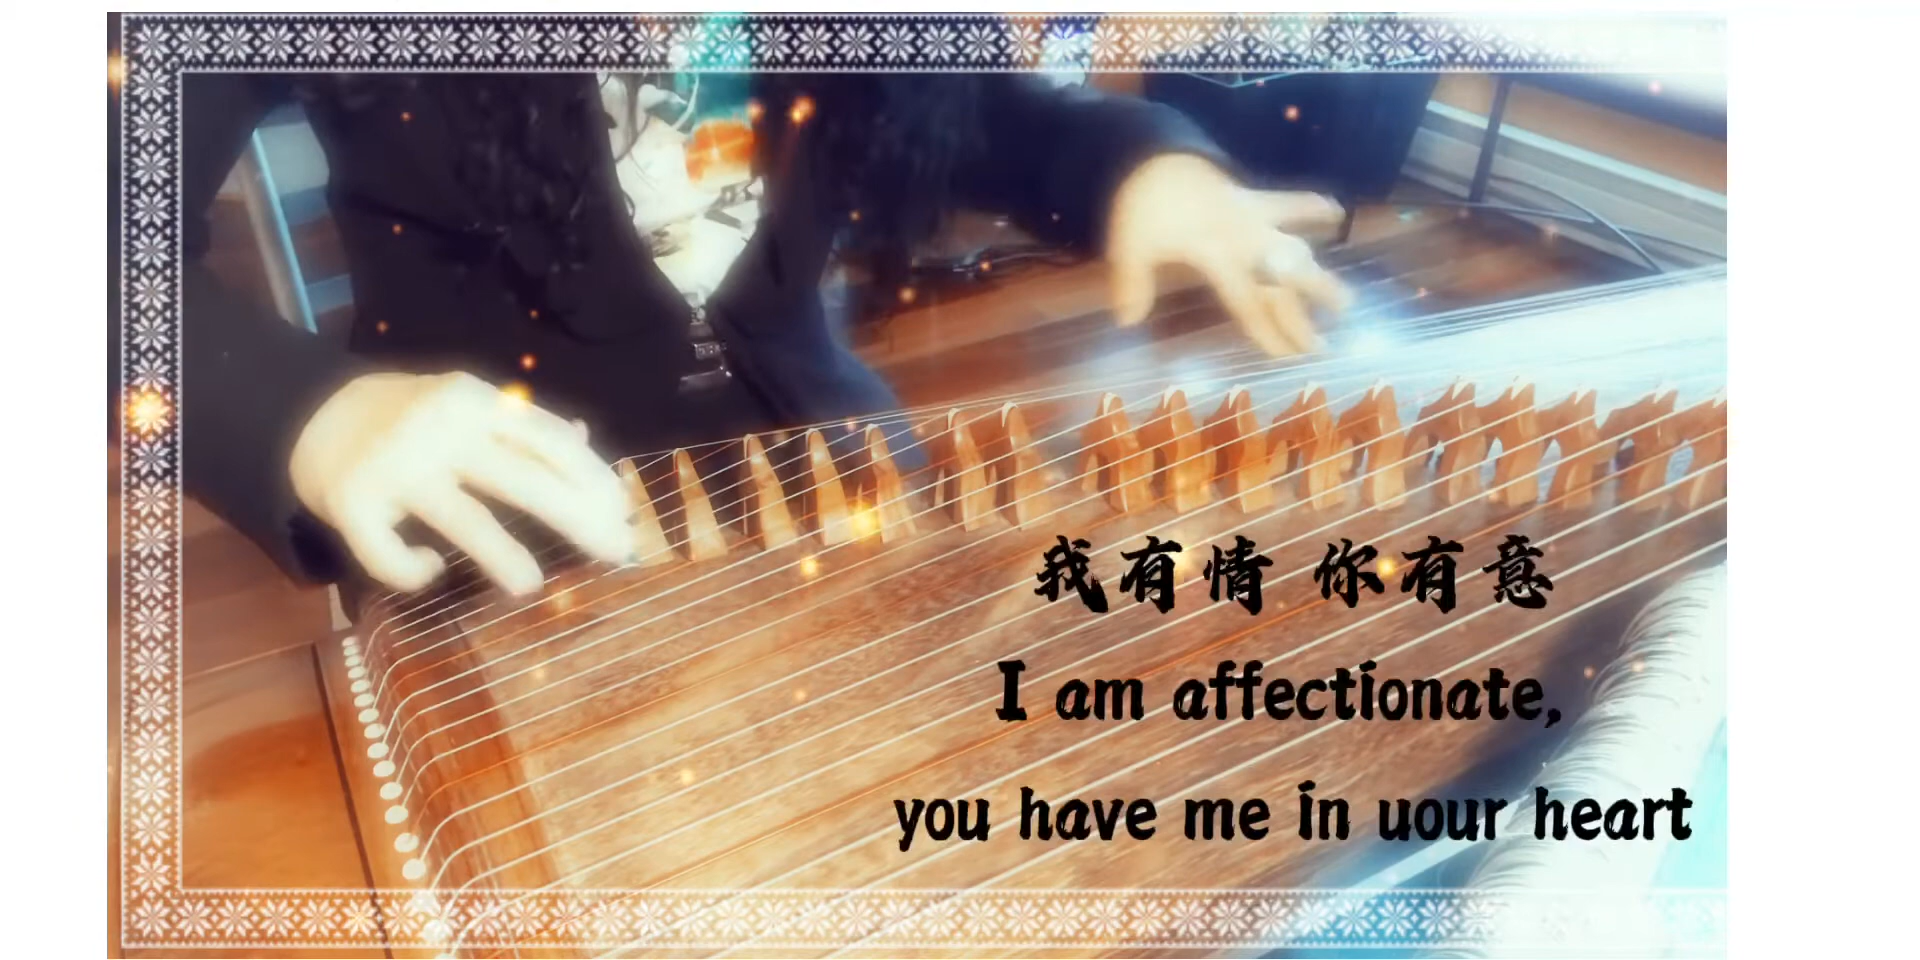 我有情 你有意
I am affectionate,
you have me in uour heart